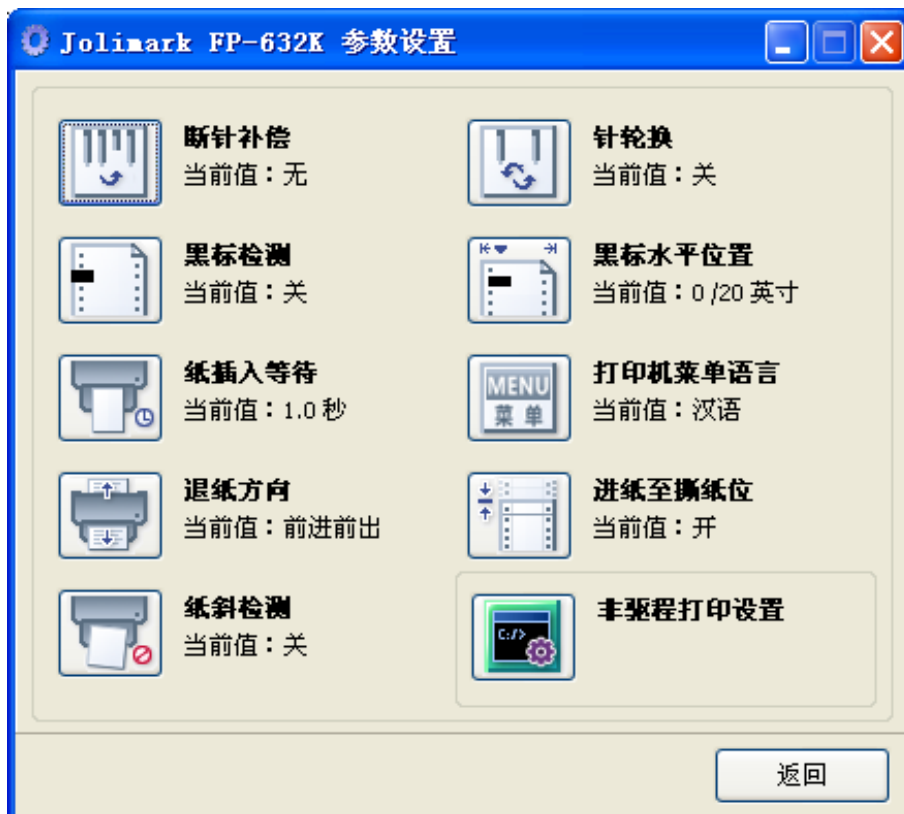 Jolimark FP-632K 参数设置
断针补偿
当前值：无
针轮换
当前值：关
黑标检测
当前值：关
黑标水平位置
当前值：0 /20 英寸
纸插入等待
当前值：1.0 秒
MENU
菜单
打印机菜单语言
当前值：汉语
退纸方向
当前值：前进前出
进纸至撕纸位
当前值：开
纸斜检测
当前值：关
C:/>
非驱程打印设置
返回